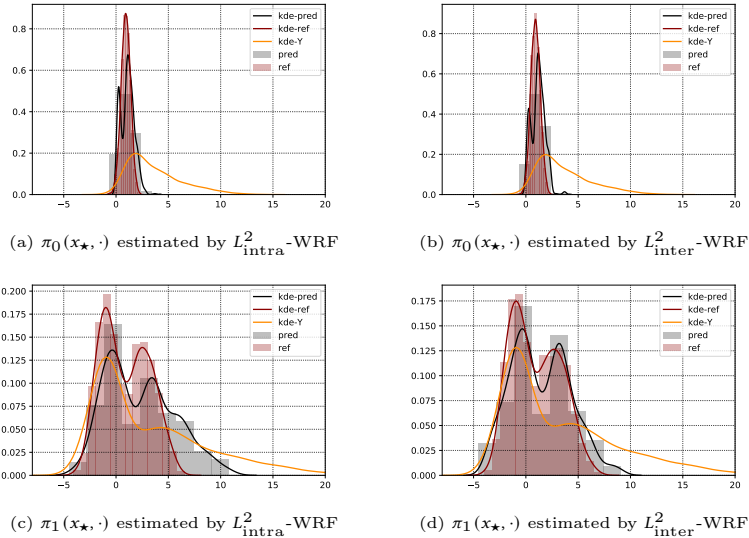 0.8
0.6
0.4
0.2
0.0
−5 0 5 10 15 20
kde-pred
kde-ref
kde-Y
pred
ref
0.8
0.6
0.4
0.2
0.0
−5 0 5 10 15 20
kde-pred
kde-ref
kde-Y
pred
ref
(a) π₀(x⋆, ·) estimated by L²_intra-WRF
(b) π₀(x⋆, ·) estimated by L²_inter-WRF
0.200
0.175
0.150
0.125
0.100
0.075
0.050
0.025
0.000
−5 0 5 10 15 20
kde-pred
kde-ref
kde-Y
pred
ref
0.175
0.150
0.125
0.100
0.075
0.050
0.025
0.000
−5 0 5 10 15 20
kde-pred
kde-ref
kde-Y
pred
ref
(c) π₁(x⋆, ·) estimated by L²_intra-WRF
(d) π₁(x⋆, ·) estimated by L²_inter-WRF